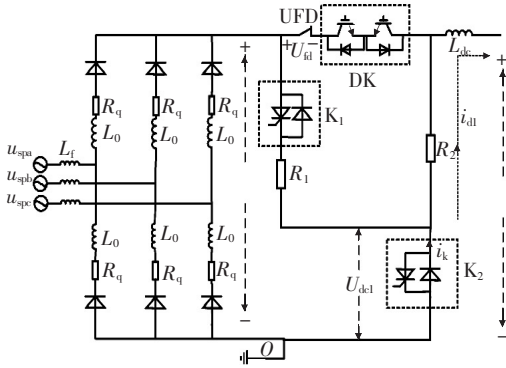 UFD
+ U_fd −
DK
L_dc
+
+
R_q
R_q
R_q
L_0
L_0
L_0
K_1
R_1
R_2
i_d1
u_spa
L_f
u_spb
u_spc
L_0
L_0
L_0
R_q
R_q
R_q
U_dc1
i_k
K_2
−
−
O